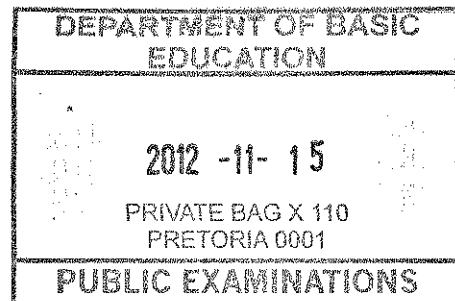 DEPARTMENT OF BASIC
EDUCATION
2012 -11- 15
PRIVATE BAG X 110
PRETORIA 0001
PUBLIC EXAMINATIONS